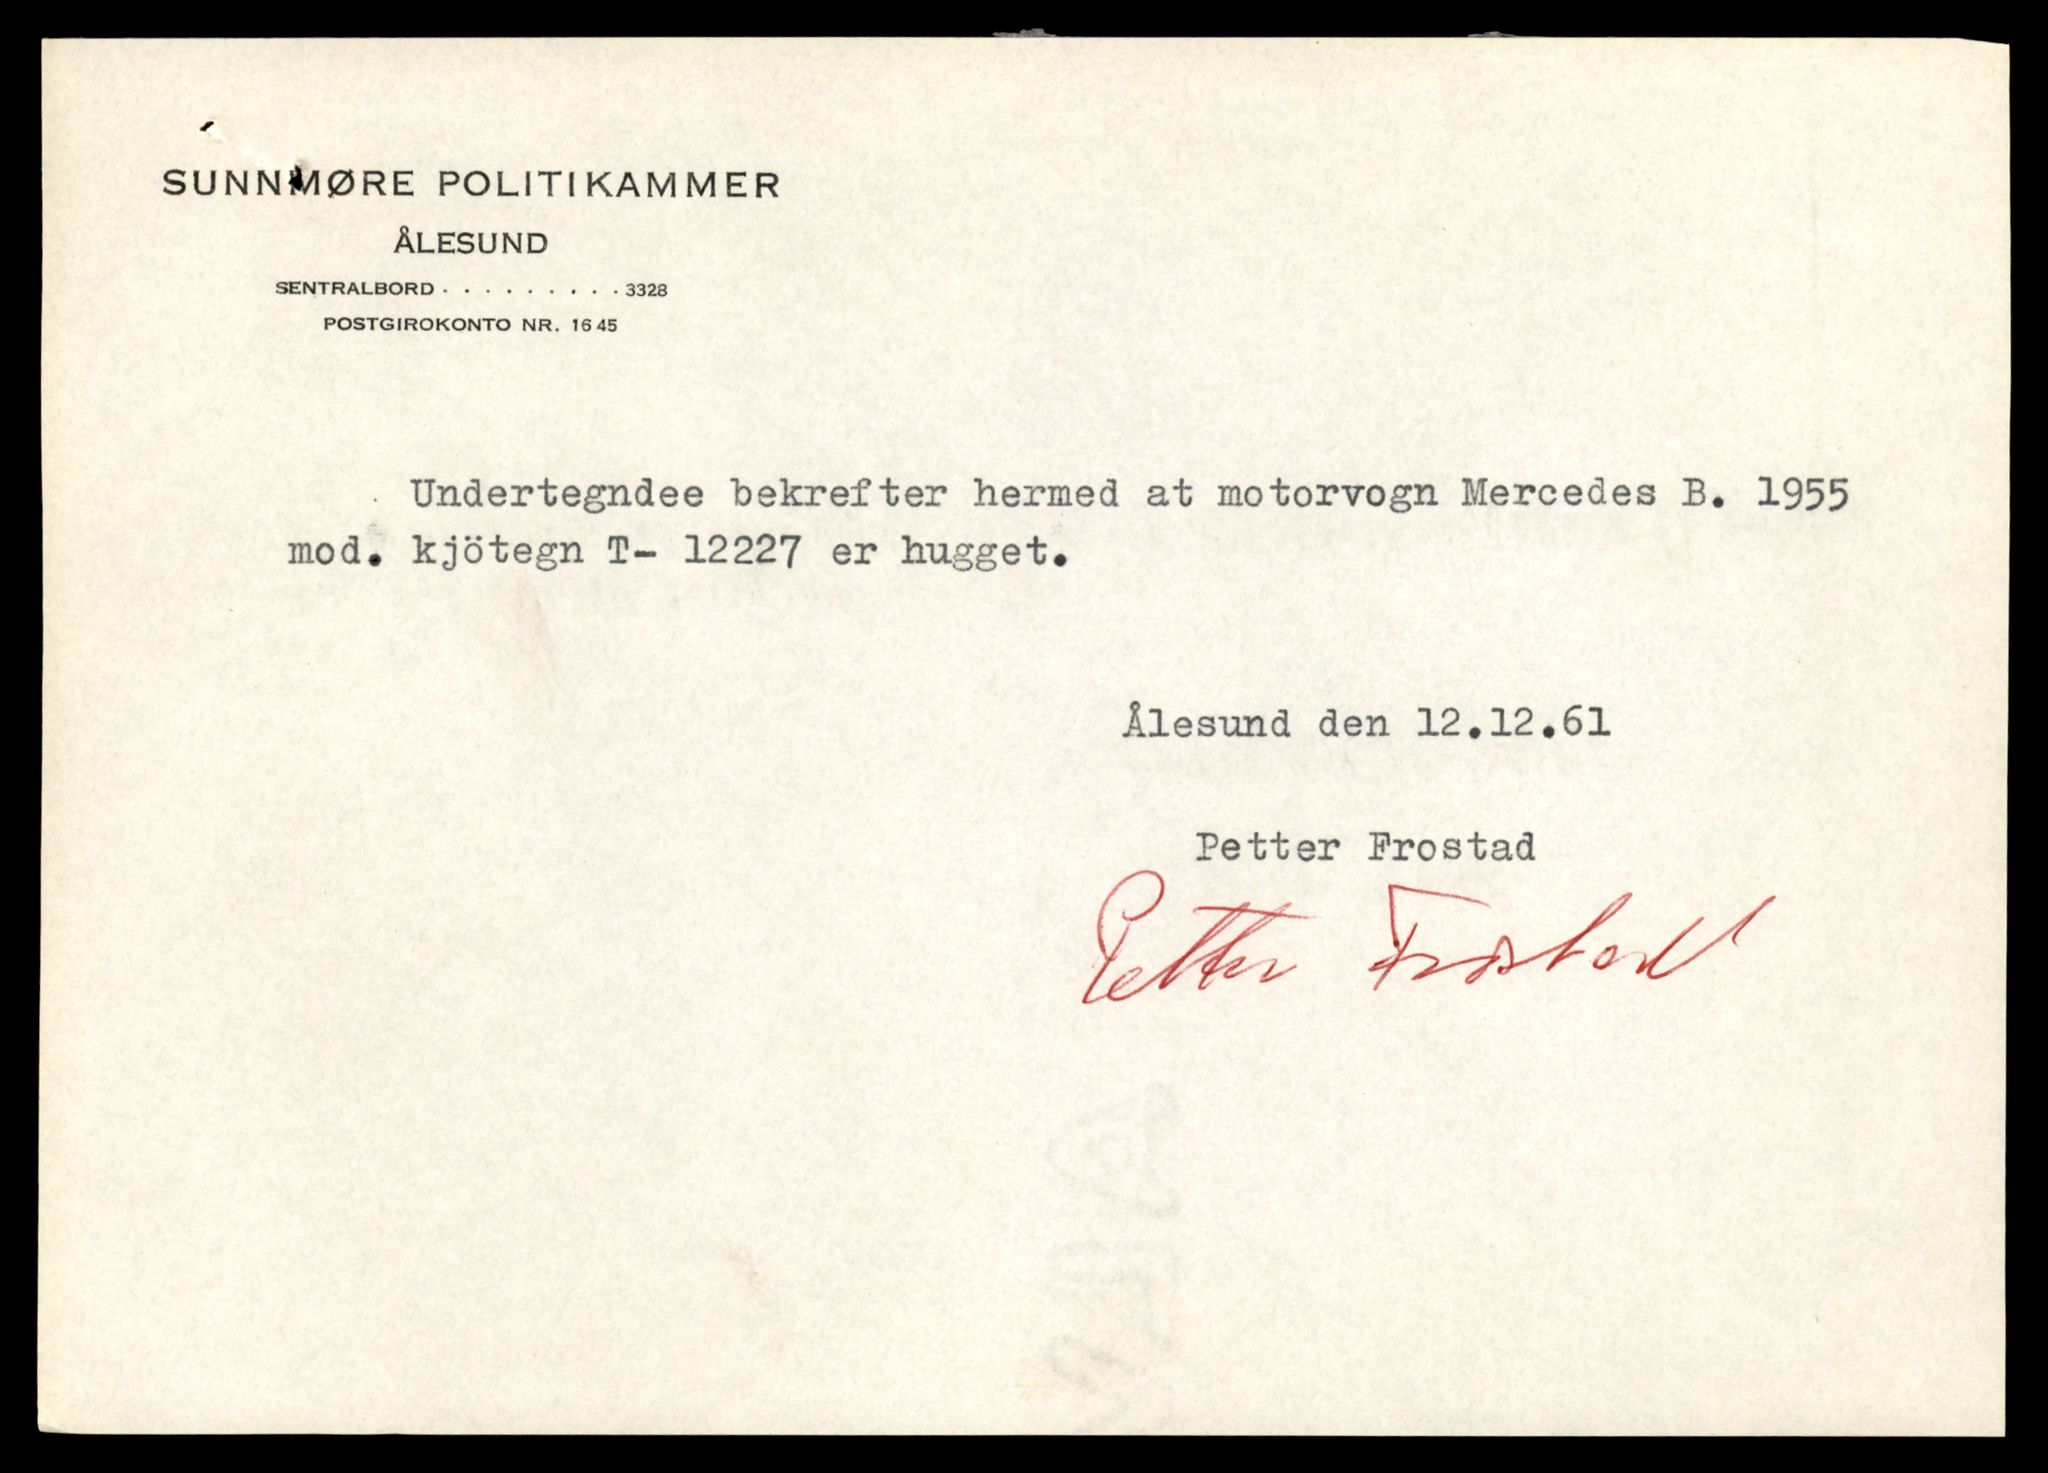 SUNNMØRE POLITIKAMMER
ÅLESUND
SENTRALBORD . . . . . . . . . 3328
POSTGIROKONTO NR. 1645
Undertegndee bekrefter hermed at motorvogn Mercedes B. 1955
mod. kjötegn T- 12227 er hugget.
Ålesund den 12.12.61
Petter Frostad
Petter Frostad